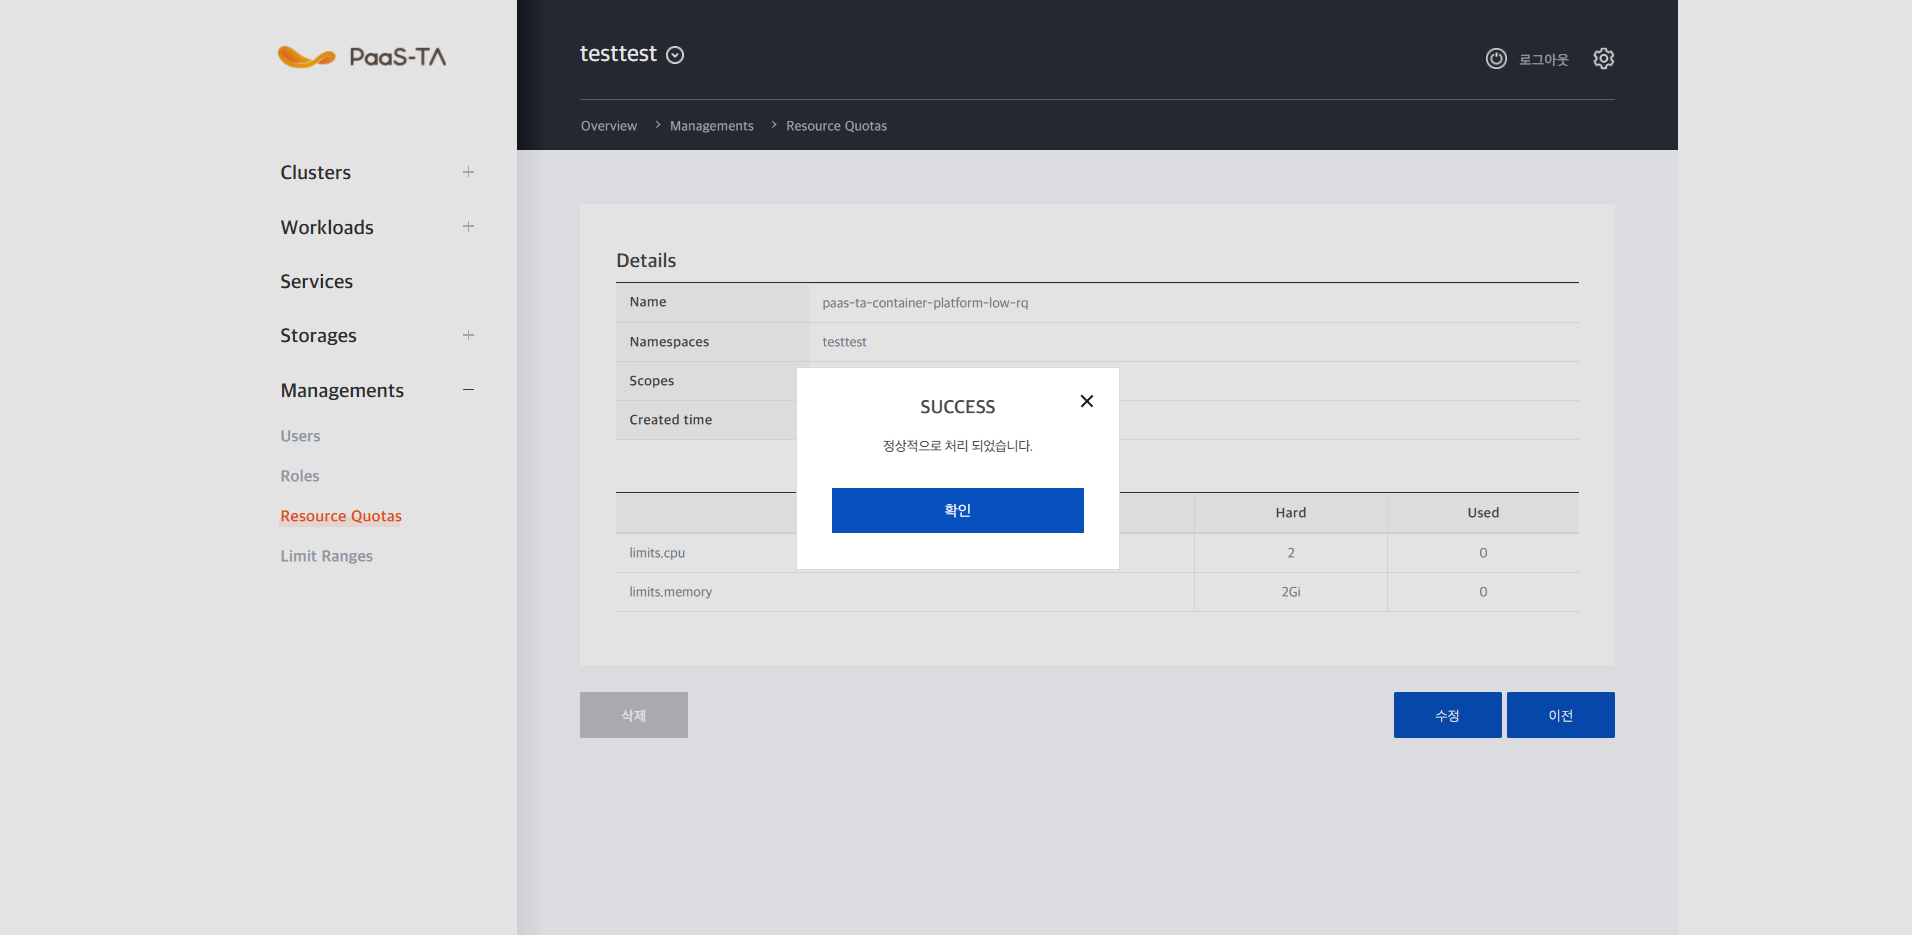 PaaS-TA
testtest
로그아웃
Overview > Managements > Resource Quotas
Clusters
Workloads
Services
Storages
Managements
Users
Roles
Resource Quotas
Limit Ranges
Details
Name paas-ta-container-platform-low-rq
Namespaces testtest
Scopes
Created time
SUCCESS
정상적으로 처리 되었습니다.
확인
Hard Used
limits.cpu 2 0
limits.memory 2Gi 0
삭제 수정 이전